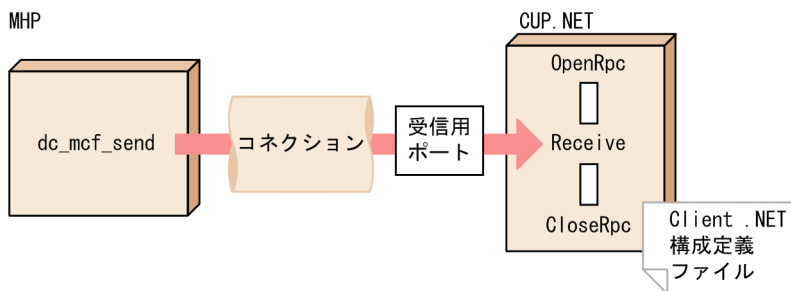 MHP
CUP.NET
OpenRpc
dc_mcf_send
コネクション
受信用
ポート
Receive
CloseRpc
Client .NET
構成定義
ファイル